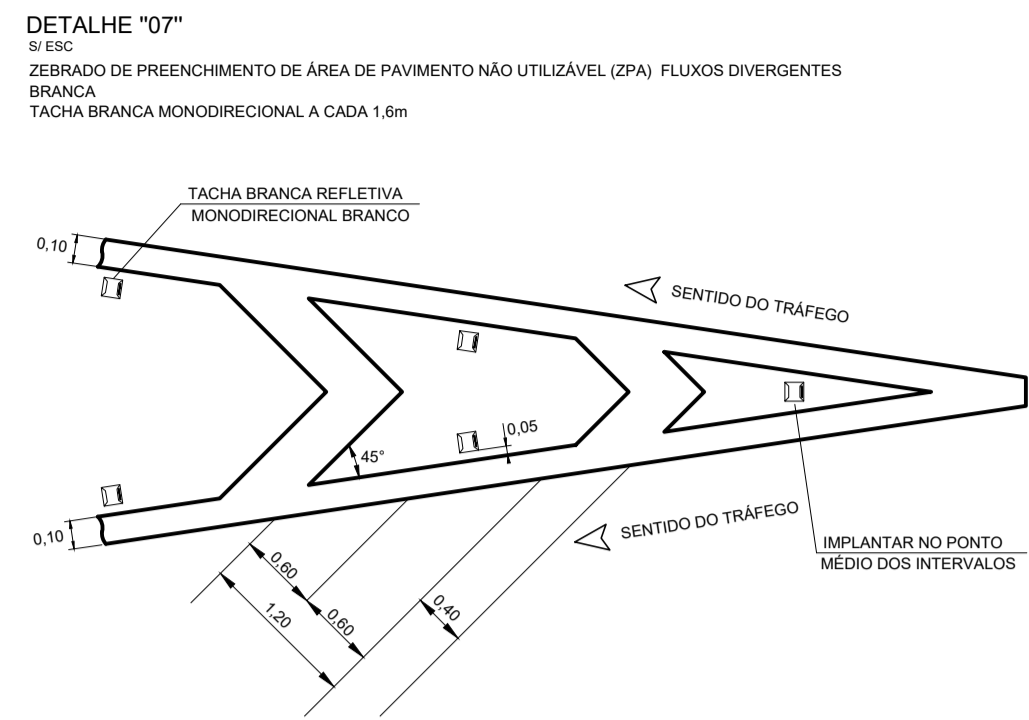 DETALHE "07"
S/ ESC
ZEBRADO DE PREENCHIMENTO DE ÁREA DE PAVIMENTO NÃO UTILIZÁVEL (ZPA) FLUXOS DIVERGENTES
BRANCA
TACHA BRANCA MONODIRECIONAL A CADA 1,6m
TACHA BRANCA REFLETIVA
MONODIRECIONAL BRANCO
0,10
SENTIDO DO TRÁFEGO
0,05
45°
0,10
SENTIDO DO TRÁFEGO
IMPLANTAR NO PONTO
MÉDIO DOS INTERVALOS
0,60
1,20
0,60
0,40